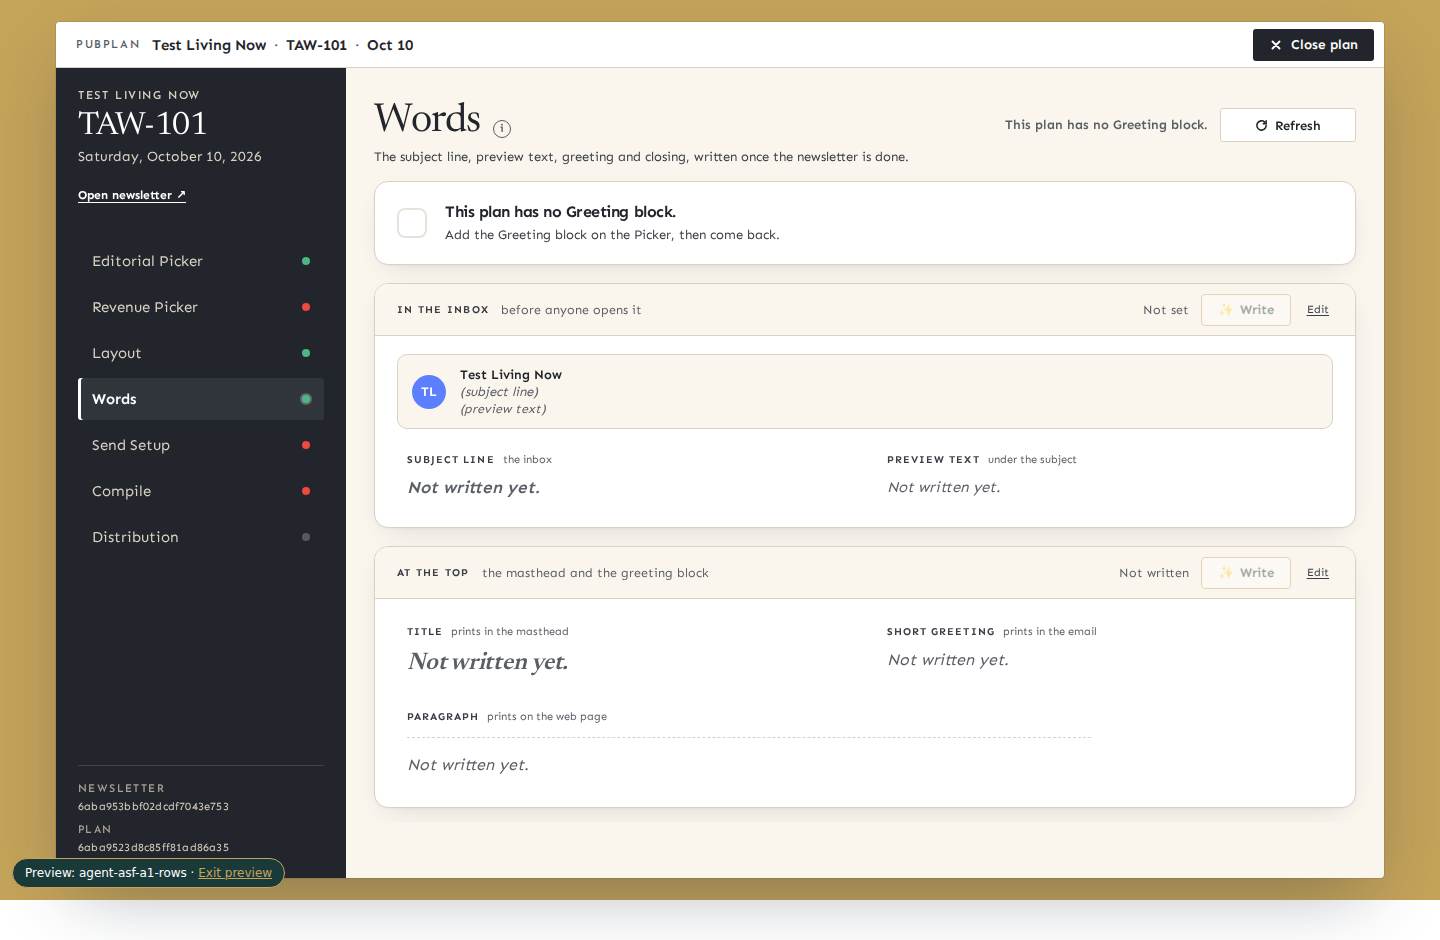 PUBPLAN Test Living Now · TAW-101 · Oct 10
Close plan
TEST LIVING NOW
TAW-101
Saturday, October 10, 2026
Open newsletter ↗
Editorial Picker
Revenue Picker
Layout
Words
Send Setup
Compile
Distribution
NEWSLETTER
6aba953bbf02dcdf7043e753
PLAN
6aba9523d8c85ff81ad86a35
Preview: agent-asf-a1-rows · Exit preview
Words i
This plan has no Greeting block.
Refresh
The subject line, preview text, greeting and closing, written once the newsletter is done.
This plan has no Greeting block.
Add the Greeting block on the Picker, then come back.
IN THE INBOX before anyone opens it
Not set
✨ Write
Edit
TL
Test Living Now
(subject line)
(preview text)
SUBJECT LINE the inbox
Not written yet.
PREVIEW TEXT under the subject
Not written yet.
AT THE TOP the masthead and the greeting block
Not written
✨ Write
Edit
TITLE prints in the masthead
Not written yet.
SHORT GREETING prints in the email
Not written yet.
PARAGRAPH prints on the web page
Not written yet.